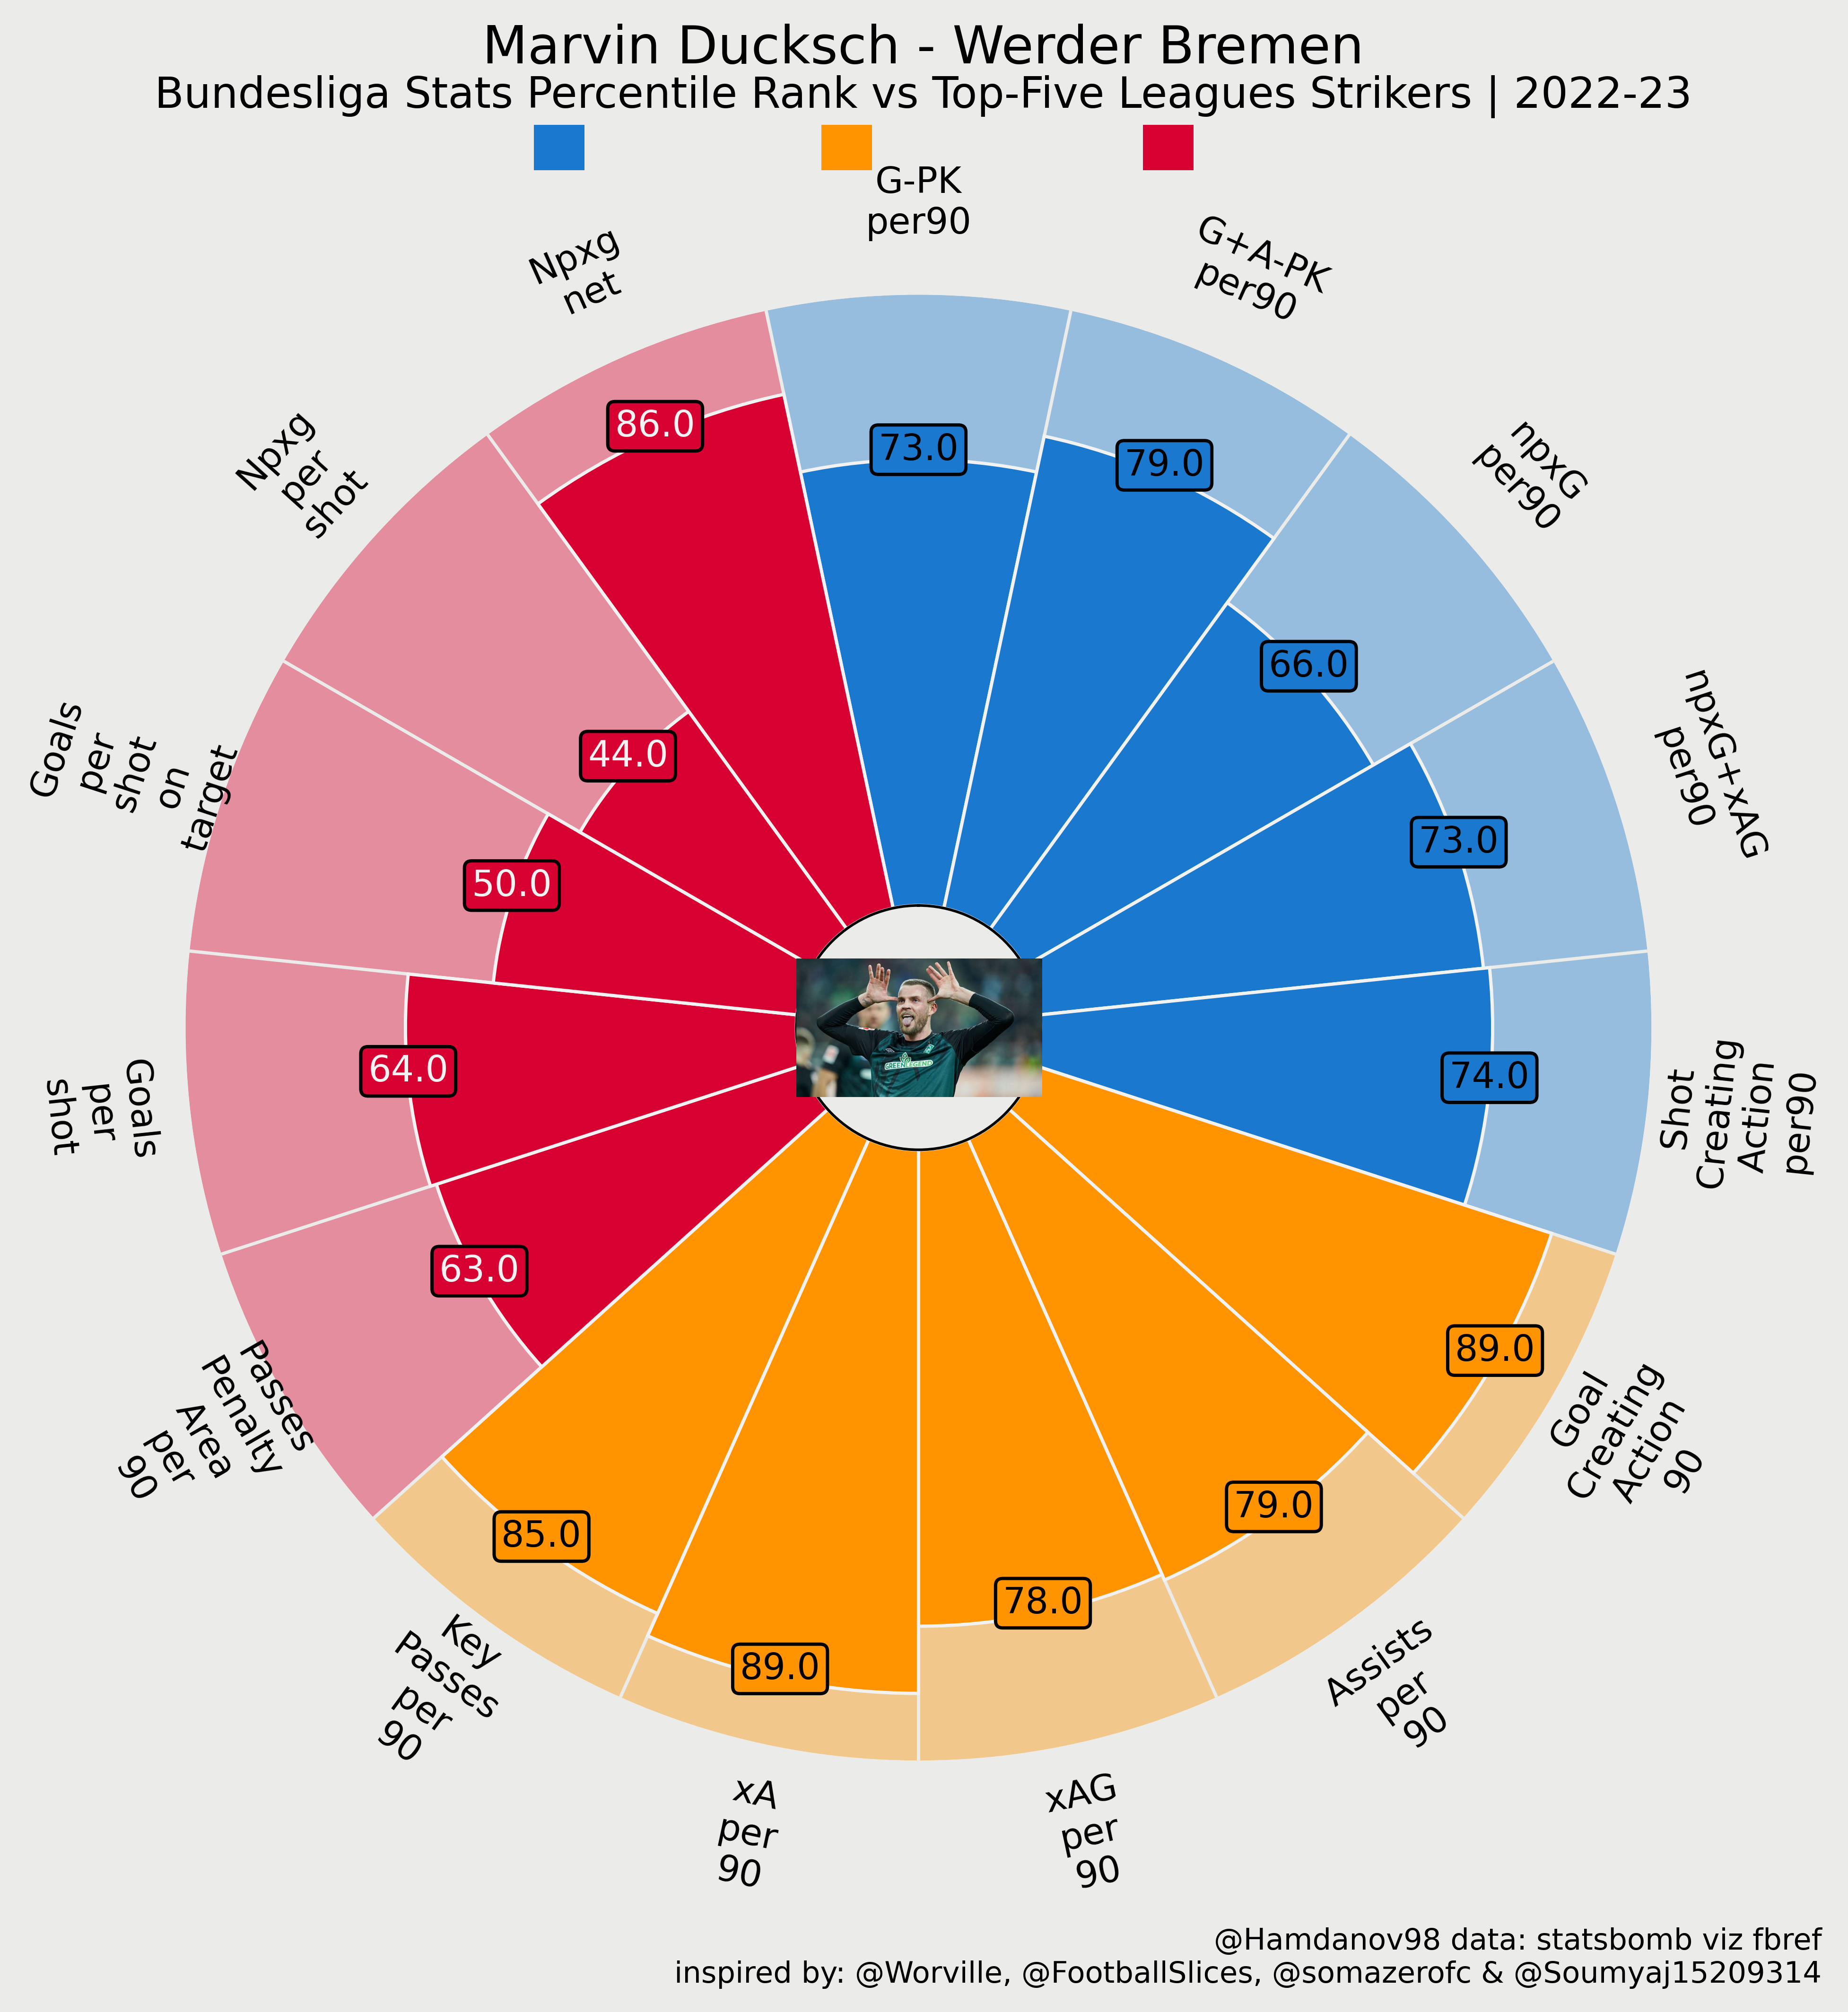 Marvin Ducksch - Werder Bremen
Bundesliga Stats Percentile Rank vs Top-Five Leagues Strikers | 2022-23
G-PK
per90
G+A-PK
per90
npxG
per90
npxG+xAG
per90
Shot
Creating
Action
per90
Goal
Creating
Action
90
Assists
per
90
xAG
per
90
xA
per
90
Key
Passes
per
90
Passes
Penalty
Area
per
90
Goals
per
shot
Goals
per
shot
on
target
Npxg
per
shot
Npxg
net
73.0
79.0
66.0
73.0
74.0
89.0
79.0
78.0
89.0
85.0
63.0
64.0
50.0
44.0
86.0
GREENLEGEND
@Hamdanov98 data: statsbomb viz fbref
inspired by: @Worville, @FootballSlices, @somazerofc & @Soumyaj15209314